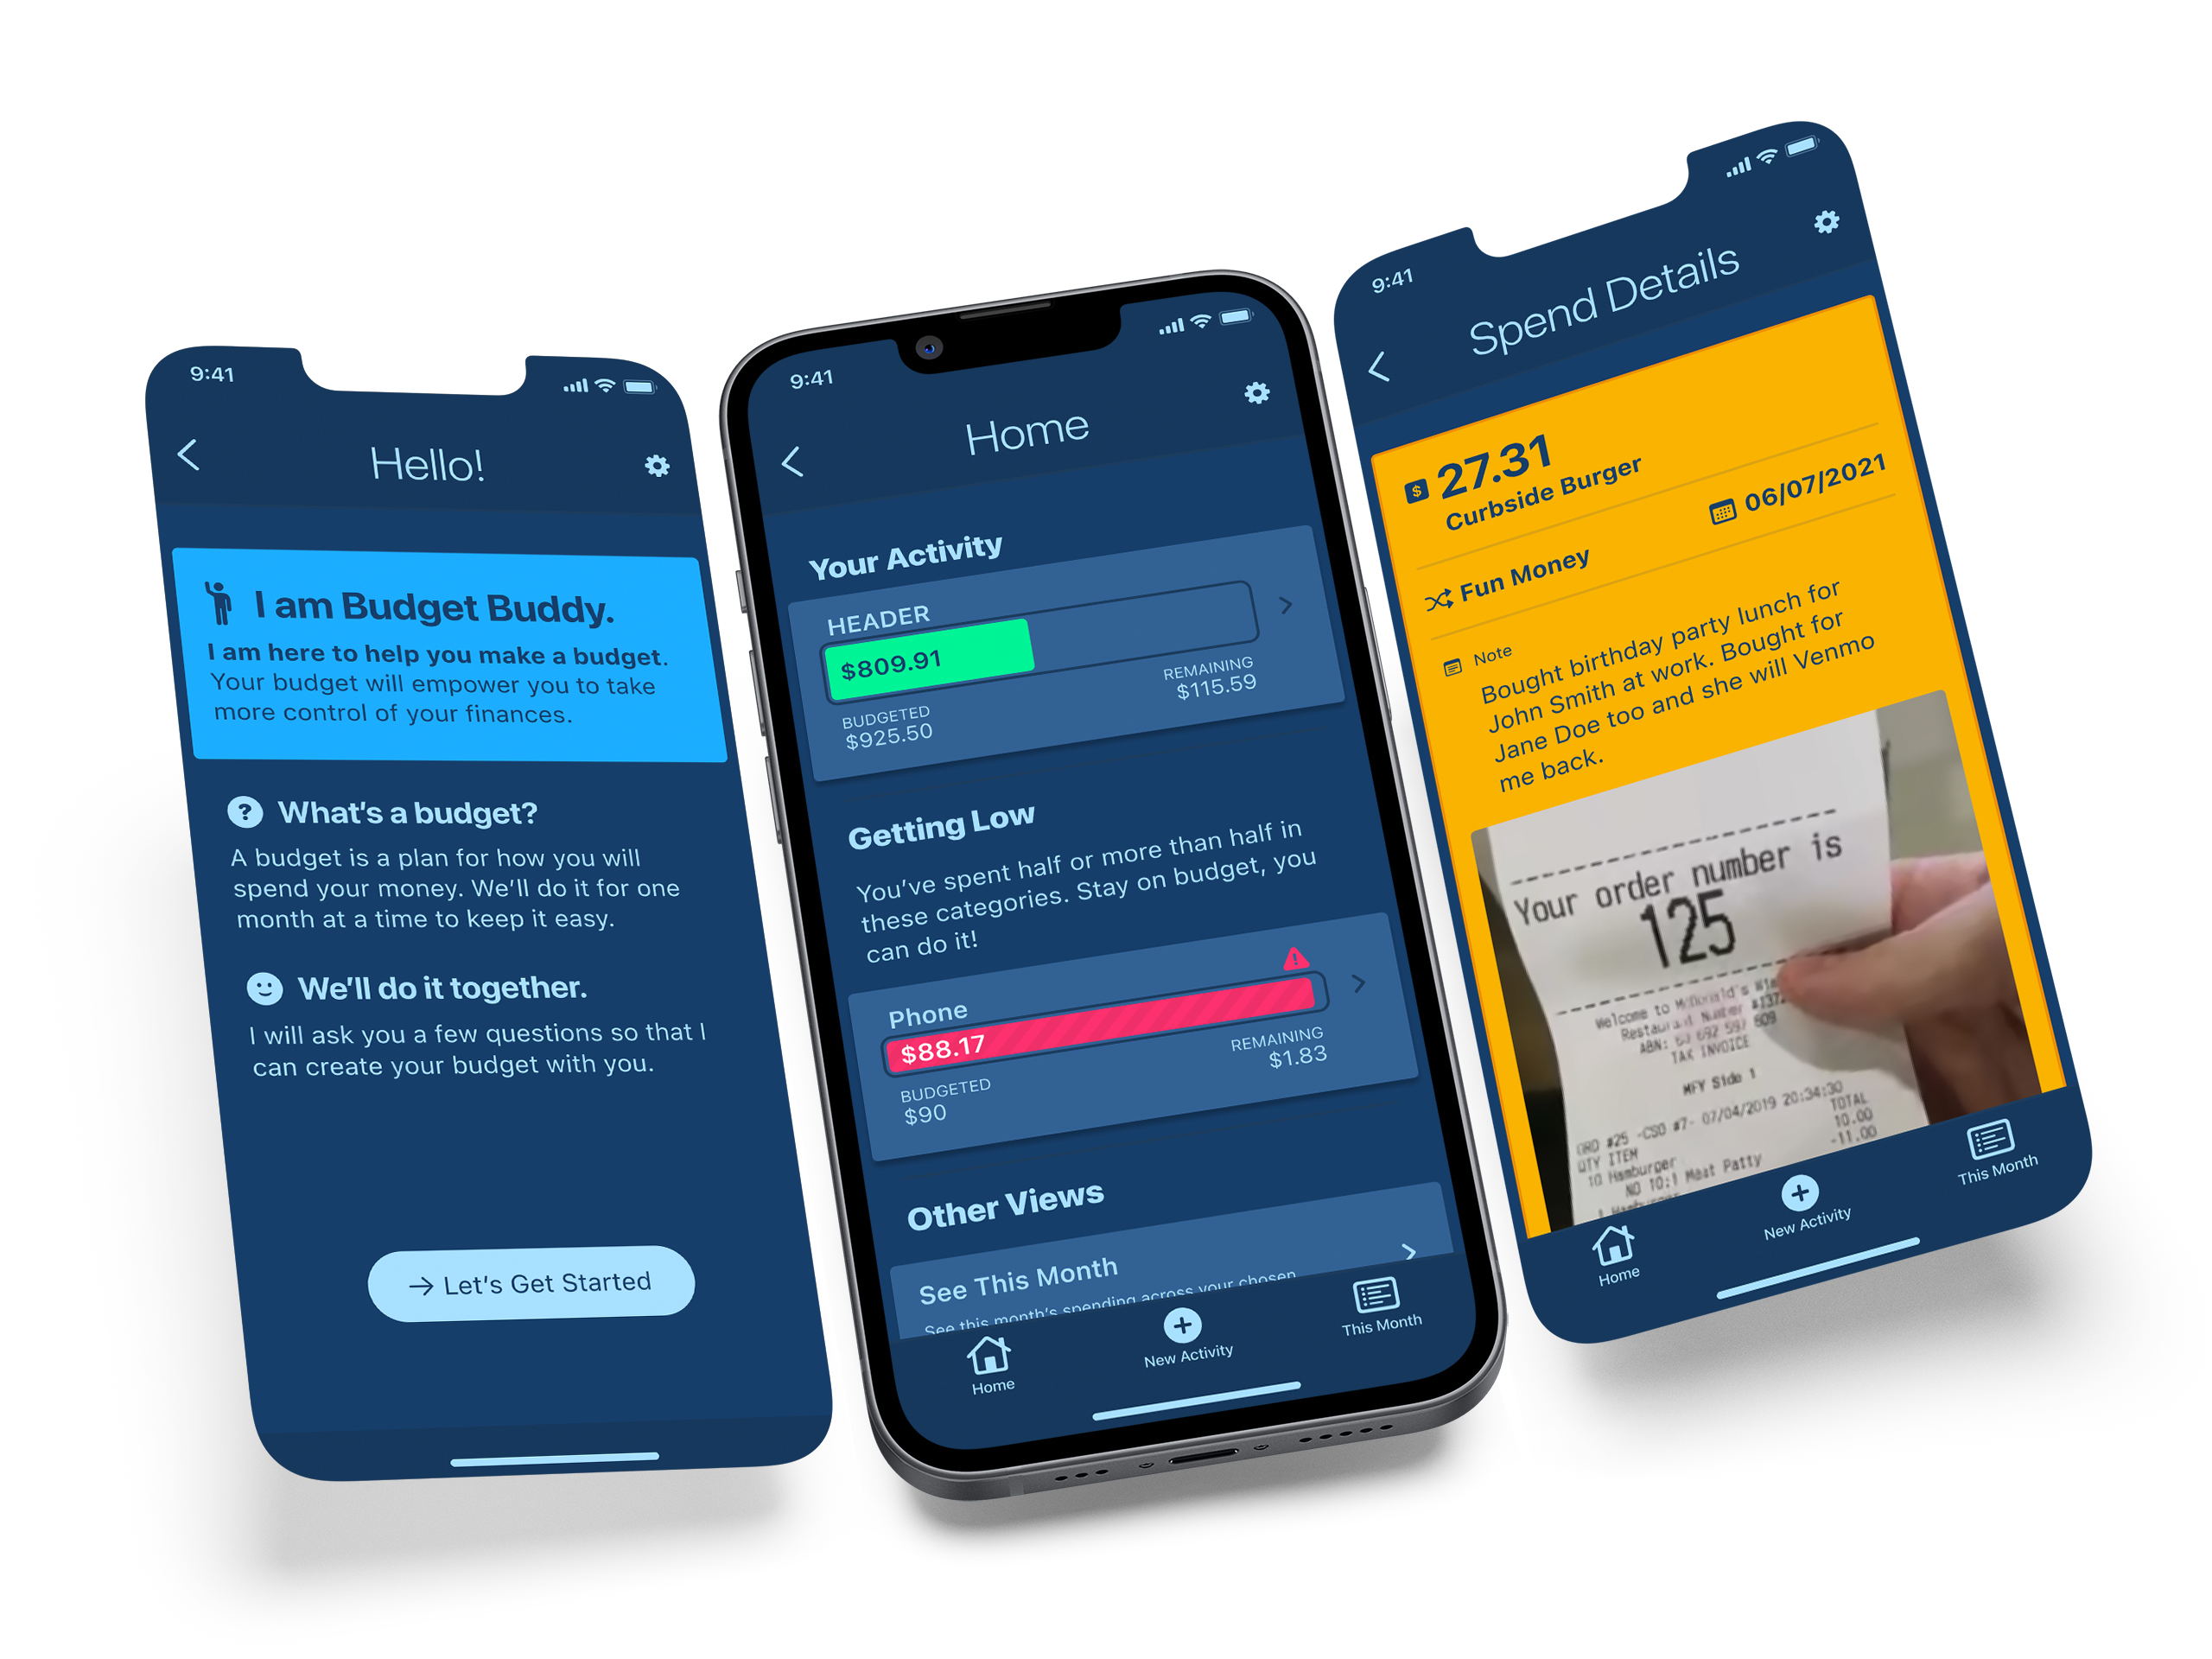 9:41
Hello!
I am Budget Buddy.
I am here to help you make a budget.
Your budget will empower you to take
more control of your finances.
What's a budget?
A budget is a plan for how you will
spend your money. We'll do it for one
month at a time to keep it easy.
We'll do it together.
I will ask you a few questions so that I
can create your budget with you.
→ Let's Get Started
9:41
Home
Your Activity
HEADER
$809.91
BUDGETED
$925.50
REMAINING
$115.59
Getting Low
You've spent half or more than half in
these categories. Stay on budget, you
can do it!
Phone
$88.17
BUDGETED
$90
REMAINING
$1.83
Other Views
See This Month
See this month's spending across your chosen
Home
New Activity
This Month
9:41
Spend Details
$ 27.31
Curbside Burger
06/07/2021
Fun Money
Note
Bought birthday party lunch for
John Smith at work. Bought for
Jane Doe too and she will Venmo
me back.
Your order number is
125
Welcome to McDonald's
Restaurant Number
ABN:
TAX INVOICE
MFY Side 1
ORD #25 -CSO #7- 07/04/2019 20:34:30
QTY ITEM
TOTAL
10 Hamburger
10.00
NO 10:1 Meat Patty
-11.00
Home
New Activity
This Month